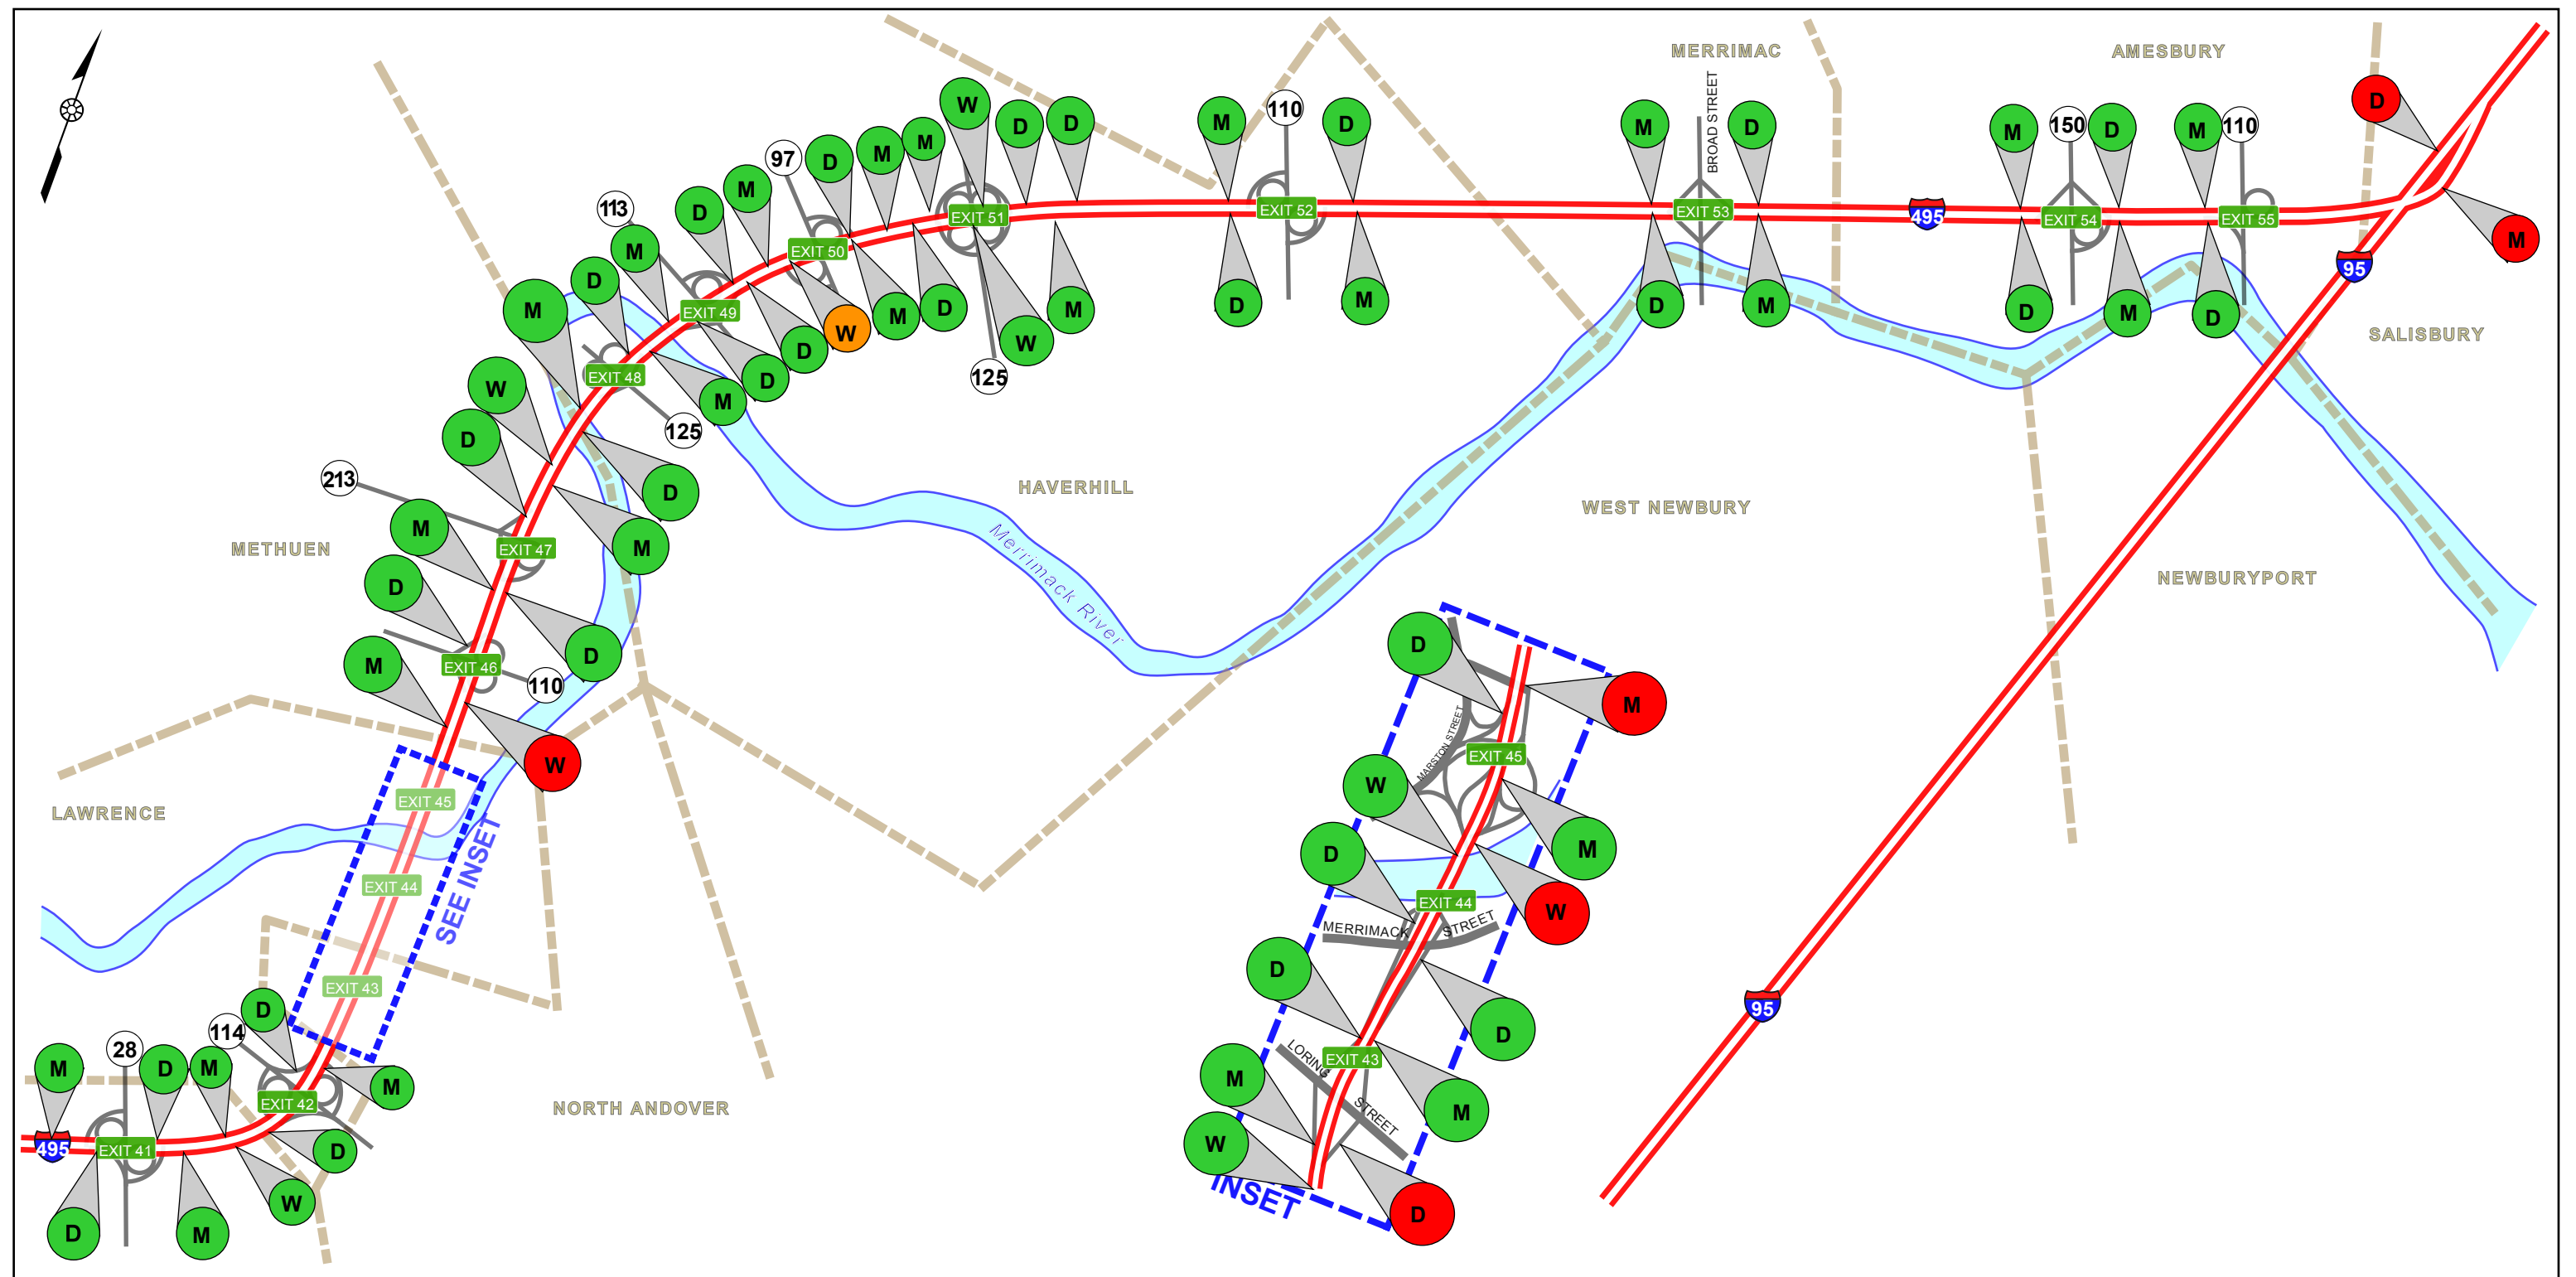 MERRIMAC
AMESBURY
BROAD STREET
D
W
D
D
M
110
D
M
D
M
150
D
M
110
M
M
D
M
97
D
M
D
113
M
D
M
EXIT 51
EXIT 52
EXIT 53
495
EXIT 54
EXIT 55
EXIT 50
95
M
EXIT 49
EXIT 48
W
D
M
D
M
W
125
D
M
D
M
D
M
D
M
D
SALISBURY
W
D
D
M
125
213
D
M
HAVERHILL
WEST NEWBURY
Merrimack River
METHUEN
M
EXIT 47
D
NEWBURYPORT
M
EXIT 46
110
D
W
LAWRENCE
EXIT 45
EXIT 44
EXIT 43
SEE INSET
D
M
MARSTON STREET
EXIT 45
W
M
D
EXIT 44
W
MERRIMACK STREET
D
D
95
LORING STREET
EXIT 43
M
M
W
D
INSET
D
114
28
M
D
M
M
EXIT 42
NORTH ANDOVER
495
EXIT 41
D
W
D
M